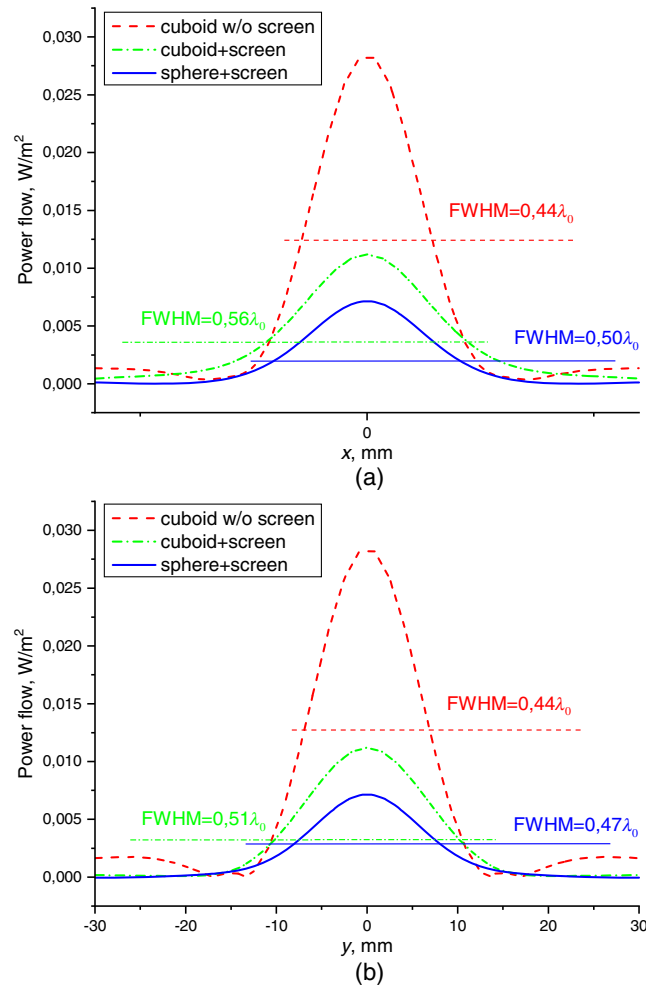 cuboid w/o screen
cuboid+screen
sphere+screen
Power flow, W/m²
0,030
0,025
0,020
0,015
0,010
0,005
0,000
FWHM=0,44λ₀
FWHM=0,56λ₀
FWHM=0,50λ₀
0
x, mm
(a)
cuboid w/o screen
cuboid+screen
sphere+screen
Power flow, W/m²
0,030
0,025
0,020
0,015
0,010
0,005
0,000
FWHM=0,44λ₀
FWHM=0,51λ₀
FWHM=0,47λ₀
-30 -20 -10 0 10 20 30
y, mm
(b)